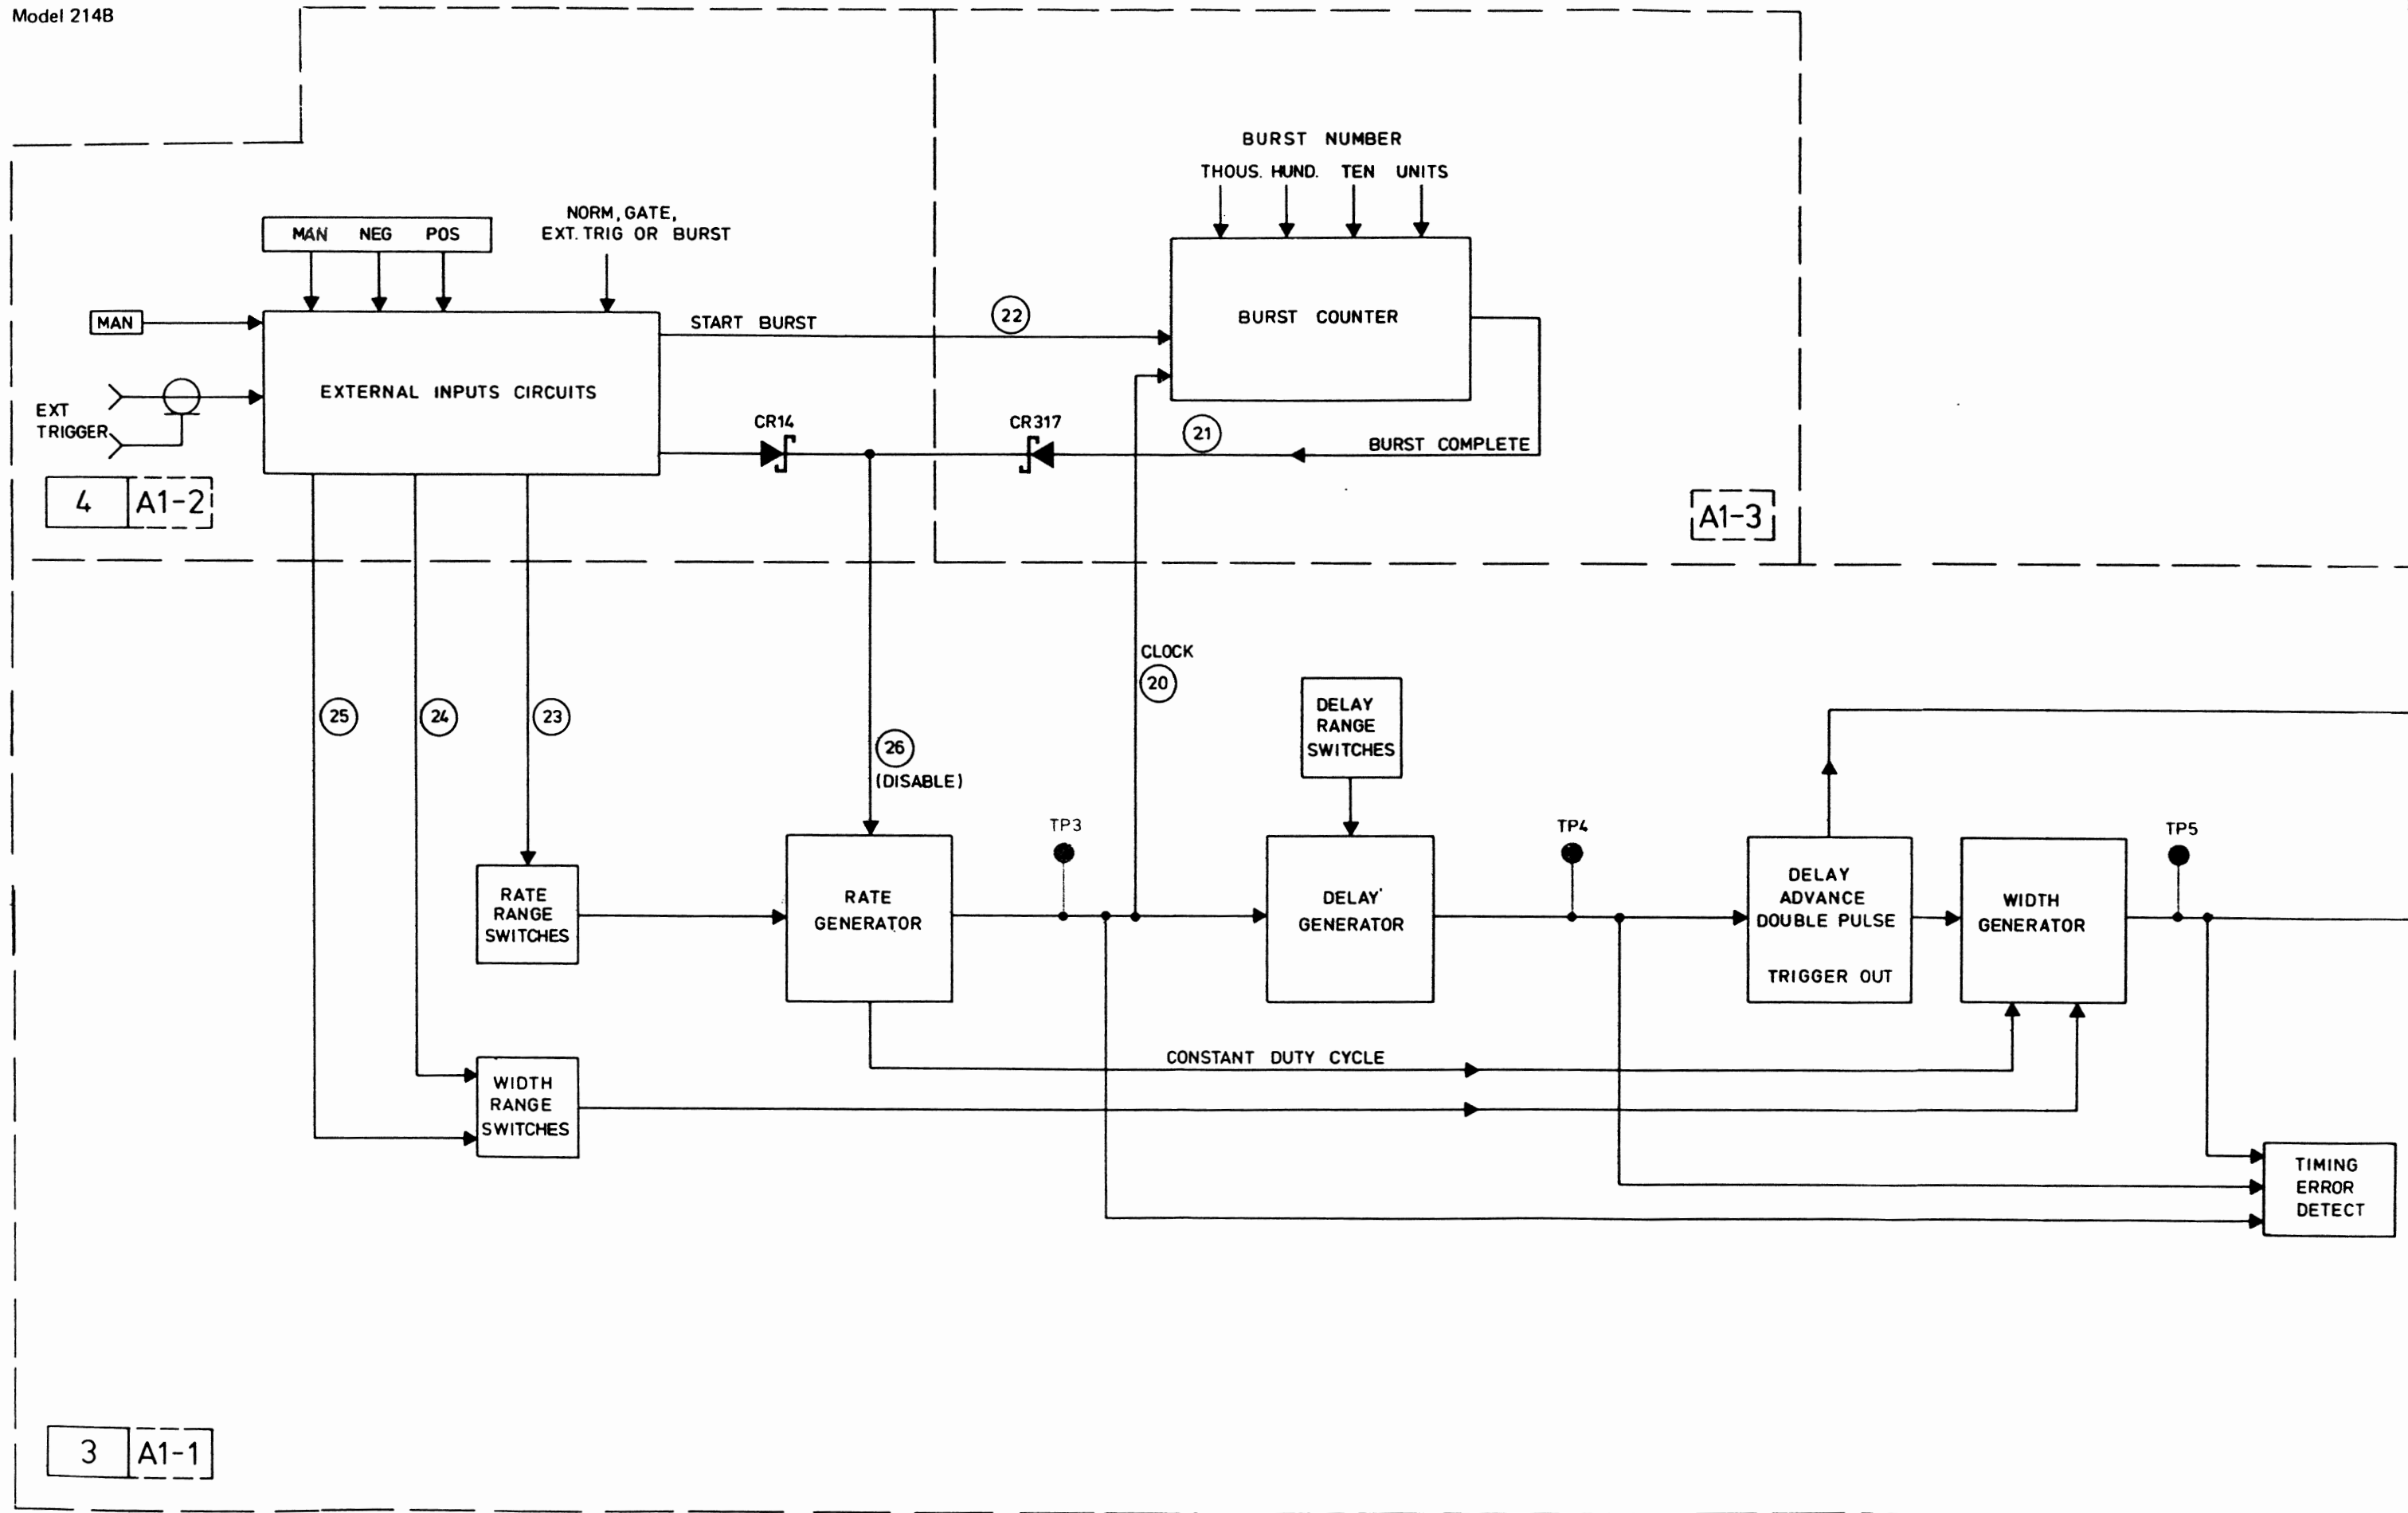 Model 214B
BURST NUMBER
THOUS. HUND. TEN UNITS
NORM, GATE,
EXT. TRIG OR BURST
MAN NEG POS
MAN
START BURST
22
BURST COUNTER
EXTERNAL INPUTS CIRCUITS
EXT
TRIGGER
CR14
CR317
21
BURST COMPLETE
4 A1-2
A1-3
CLOCK
20
25
24
23
26
(DISABLE)
DELAY
RANGE
SWITCHES
TP3
TP4
TP5
RATE
RANGE
SWITCHES
RATE
GENERATOR
DELAY
GENERATOR
DELAY
ADVANCE
DOUBLE PULSE
TRIGGER OUT
WIDTH
GENERATOR
CONSTANT DUTY CYCLE
WIDTH
RANGE
SWITCHES
TIMING
ERROR
DETECT
3 A1-1